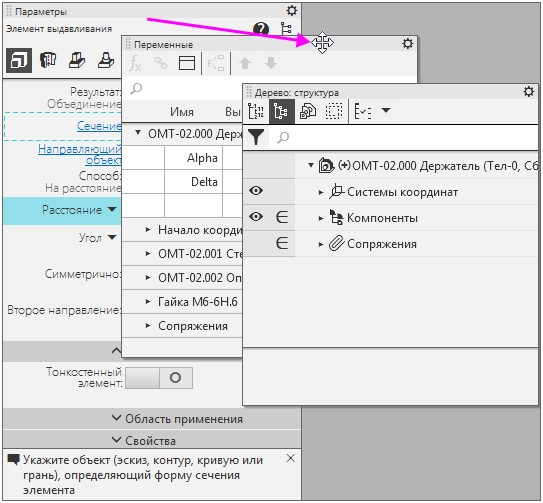 Параметры
Элемент выдавливания
Результат:
Объединение
Сечение
Направляющий
объект
Способ:
На расстояние
Расстояние
Угол
Симметрично:
Второе направление:
Тонкостенный
элемент:
Область применения
Свойства
Укажите объект (эскиз, контур, кривую или
грань), определяющий форму сечения
элемента
Переменные
Имя Вы
ОМТ-02.000 Держ
Alpha
Delta
Начало коорди
ОМТ-02.001 Сте
ОМТ-02.002 Оп
Гайка М6-6Н.6
Сопряжения
Дерево: структура
(+)ОМТ-02.000 Держатель (Тел-0, Сб
Системы координат
Компоненты
Сопряжения